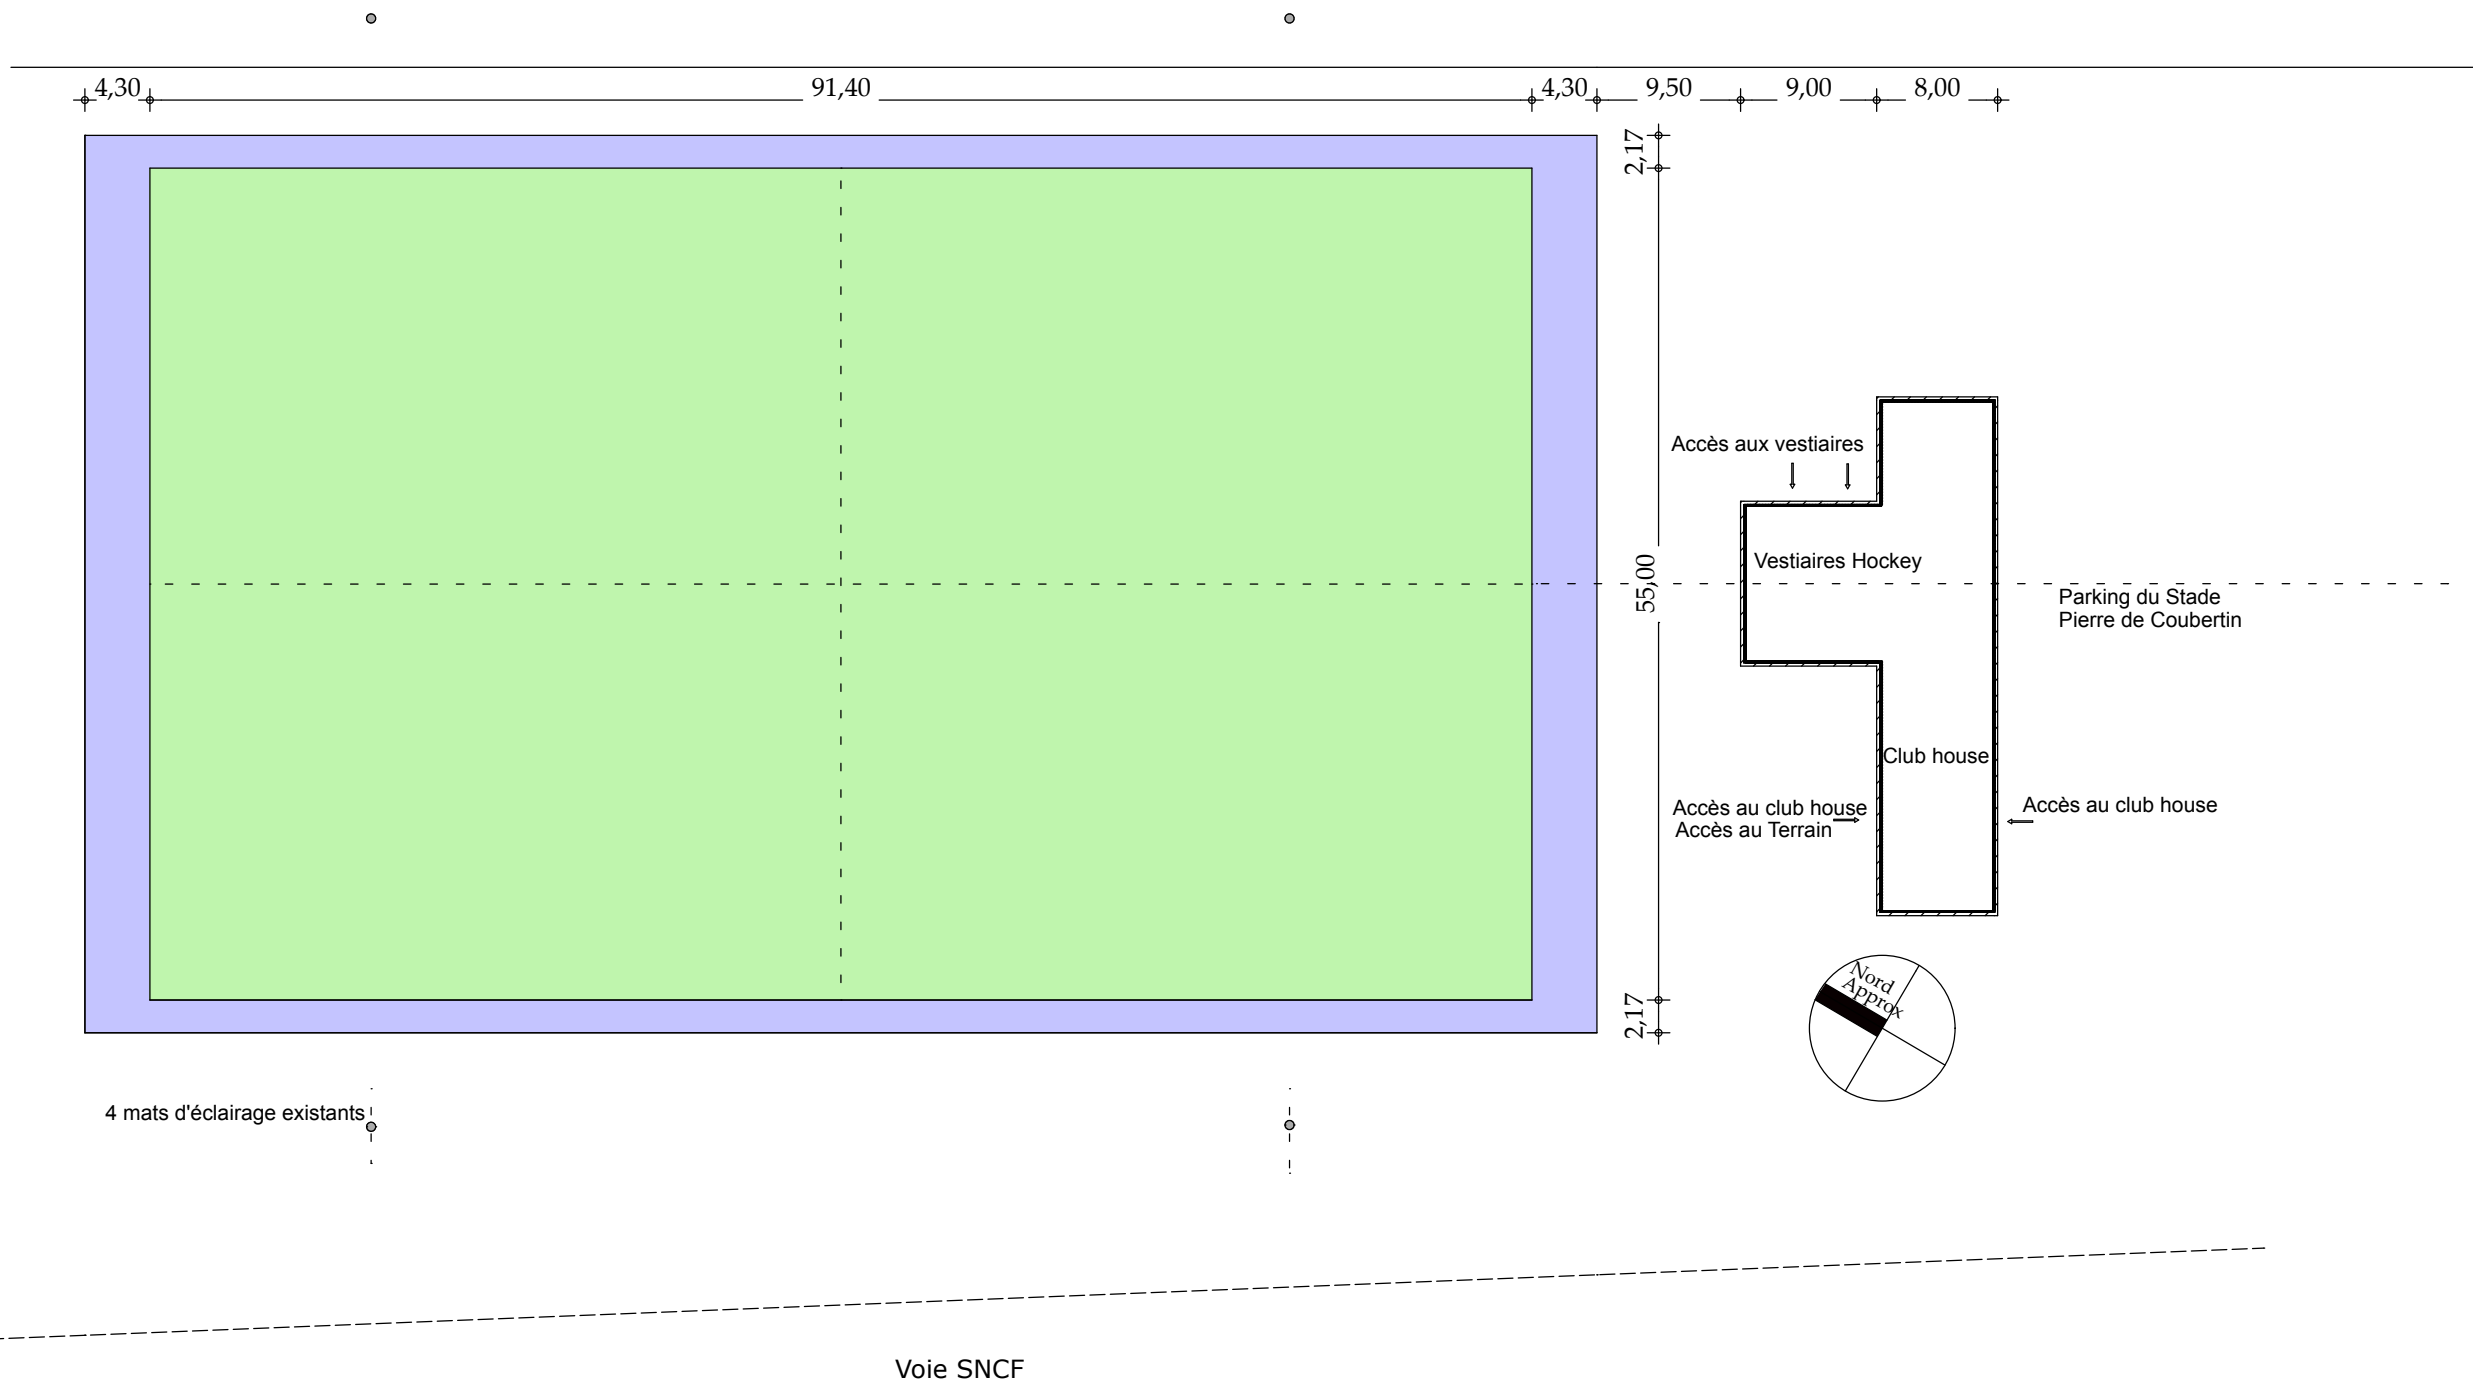 4,30
91,40
4,30
9,50
9,00
8,00
2,17
Accès aux vestiaires
Vestiaires Hockey
55,00
Parking du Stade
Pierre de Coubertin
Club house
Accès au club house
Accès au Terrain
Accès au club house
Nord
Approx
2,17
4 mats d'éclairage existants
Voie SNCF